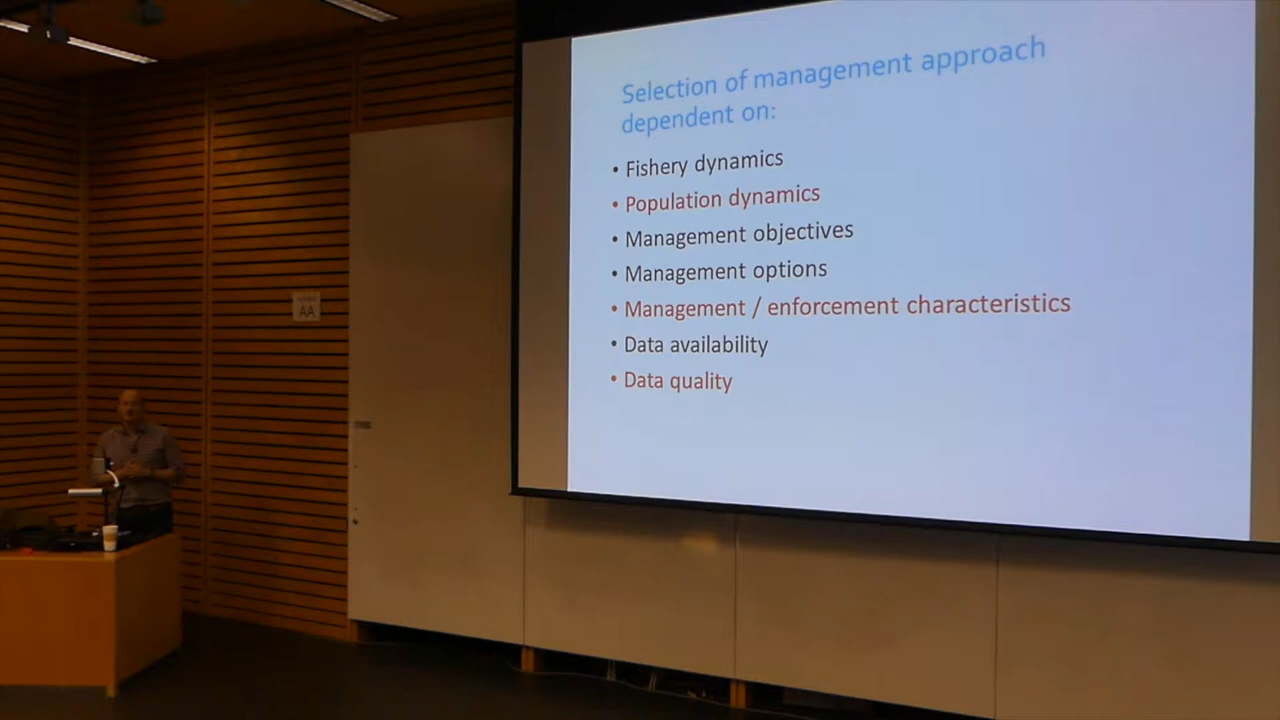 Selection of management approach
dependent on:
• Fishery dynamics
• Population dynamics
• Management objectives
• Management options
• Management / enforcement characteristics
• Data availability
• Data quality
AA